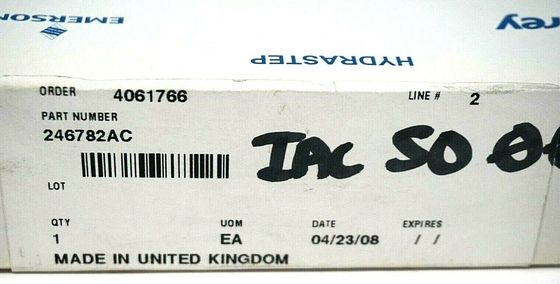 EMERSON
rey
HYDRASTEP
ORDER 4061766 LINE # 2
PART NUMBER
246782AC
IAC SO
LOT
QTY UOM DATE EXPIRES
1 EA 04/23/08 / /
MADE IN UNITED KINGDOM